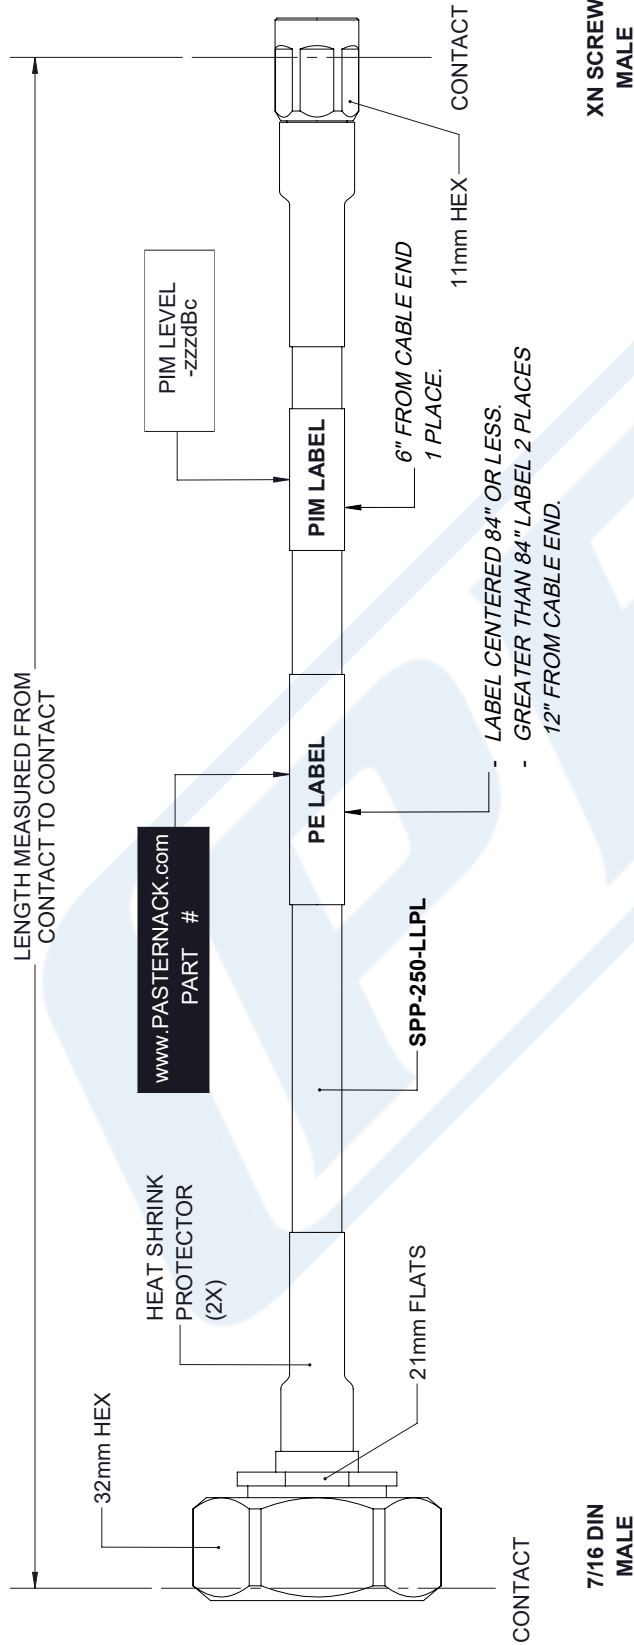 LENGTH MEASURED FROM
CONTACT TO CONTACT
32mm HEX
HEAT SHRINK
PROTECTOR
(2X)
www.PASTERNACK.com
PART #
PIM LEVEL
-zzzdBc
PE LABEL
PIM LABEL
CONTACT
21mm FLATS
SPP-250-LLPL
- LABEL CENTERED 84" OR LESS.
- GREATER THAN 84" LABEL 2 PLACES
12" FROM CABLE END.
6" FROM CABLE END
1 PLACE.
11mm HEX
CONTACT
7/16 DIN
MALE
XN SCREW
MALE